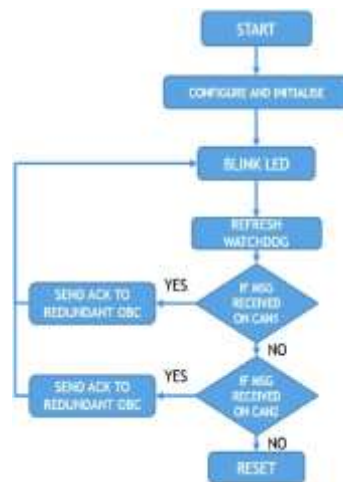 START
CONFIGURE AND INITIALISE
BLINK LED
REFRESH
WATCHDOG
IF MSG
RECEIVED
ON CAN1
YES
SEND ACK TO
REDUNDANT OBC
NO
IF MSG
RECEIVED
ON CAN2
YES
SEND ACK TO
REDUNDANT OBC
NO
RESET